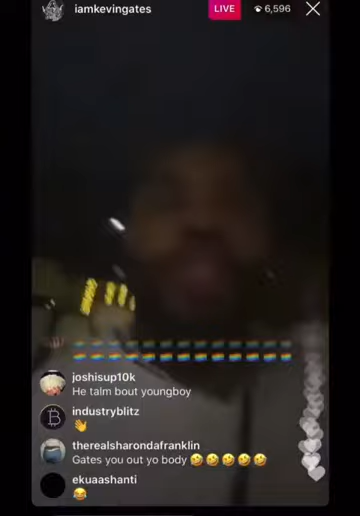 iamkevingates LIVE 6,596
joshisup10k
He talm bout youngboy
industryblitz
👋
therealsharondafranklin
Gates you out yo body 🤣🤣🤣🤣🤣
ekuaashanti
😂